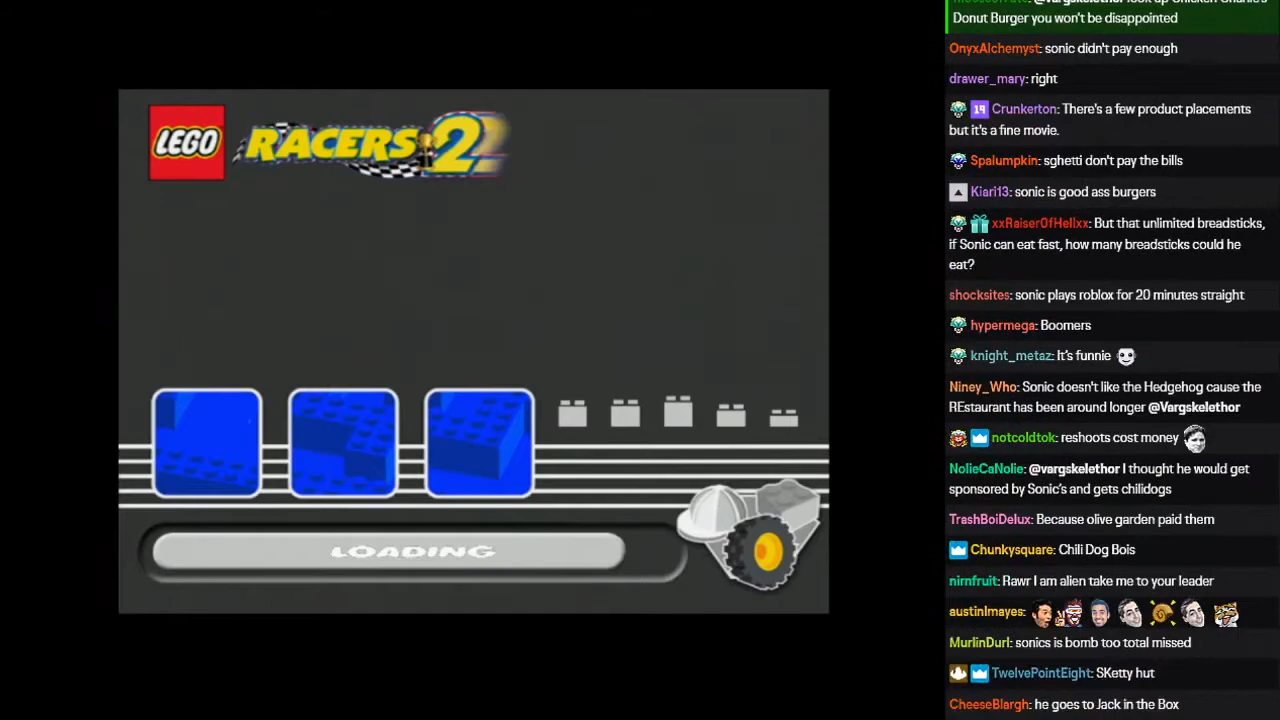 LEGO RACERS 2
LOADING
@vargskelethor look up Chicken Charlie's
Donut Burger you won't be disappointed
OnyxAlchemyst: sonic didn't pay enough
drawer_mary: right
19 Crunkerton: There's a few product placements
but it's a fine movie.
Spalumpkin: sghetti don't pay the bills
Kiari13: sonic is good ass burgers
xxRaiserOfHellxx: But that unlimited breadsticks,
if Sonic can eat fast, how many breadsticks could he
eat?
shocksites: sonic plays roblox for 20 minutes straight
hypermega: Boomers
knight_metaz: It's funnie
Niney_Who: Sonic doesn't like the Hedgehog cause the
REstaurant has been around longer @Vargskelethor
notcoldtok: reshoots cost money
NolieCaNolie: @vargskelethor I thought he would get
sponsored by Sonic's and gets chilidogs
TrashBoiDelux: Because olive garden paid them
Chunkysquare: Chili Dog Bois
nirnfruit: Rawr I am alien take me to your leader
austinlmayes:
MurlinDurl: sonics is bomb too total missed
TwelvePointEight: SKetty hut
CheeseBlargh: he goes to Jack in the Box